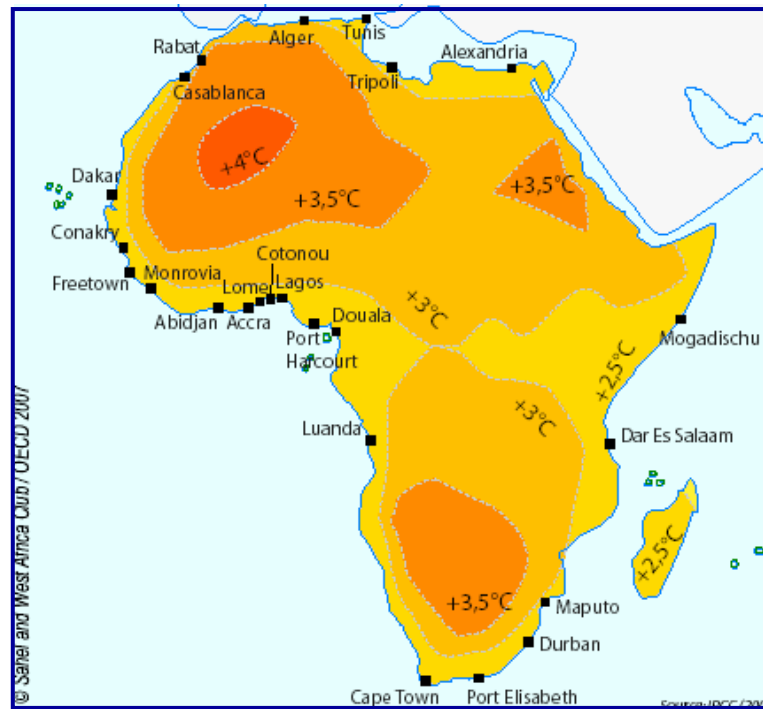 Alger
Tunis
Rabat
Alexandria
Tripoli
Casablanca
+4°C
Dakar
+3,5°C
+3,5°C
Conakry
Cotonou
Freetown
Monrovia
Lome
Lagos
+3°C
Abidjan
Accra
Port
Harcourt
Douala
Mogadischu
+2,5°C
+3°C
Luanda
Dar Es Salaam
+2,5°C
+3,5°C
Maputo
Durban
Cape Town
Port Elisabeth
© Sahel and West Africa Club / OECD 2007
Source: IPCC/